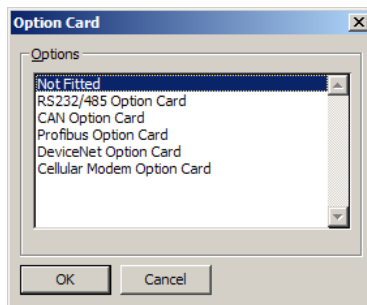 Option Card
Options
Not Fitted
RS232/485 Option Card
CAN Option Card
Profibus Option Card
DeviceNet Option Card
Cellular Modem Option Card
OK
Cancel